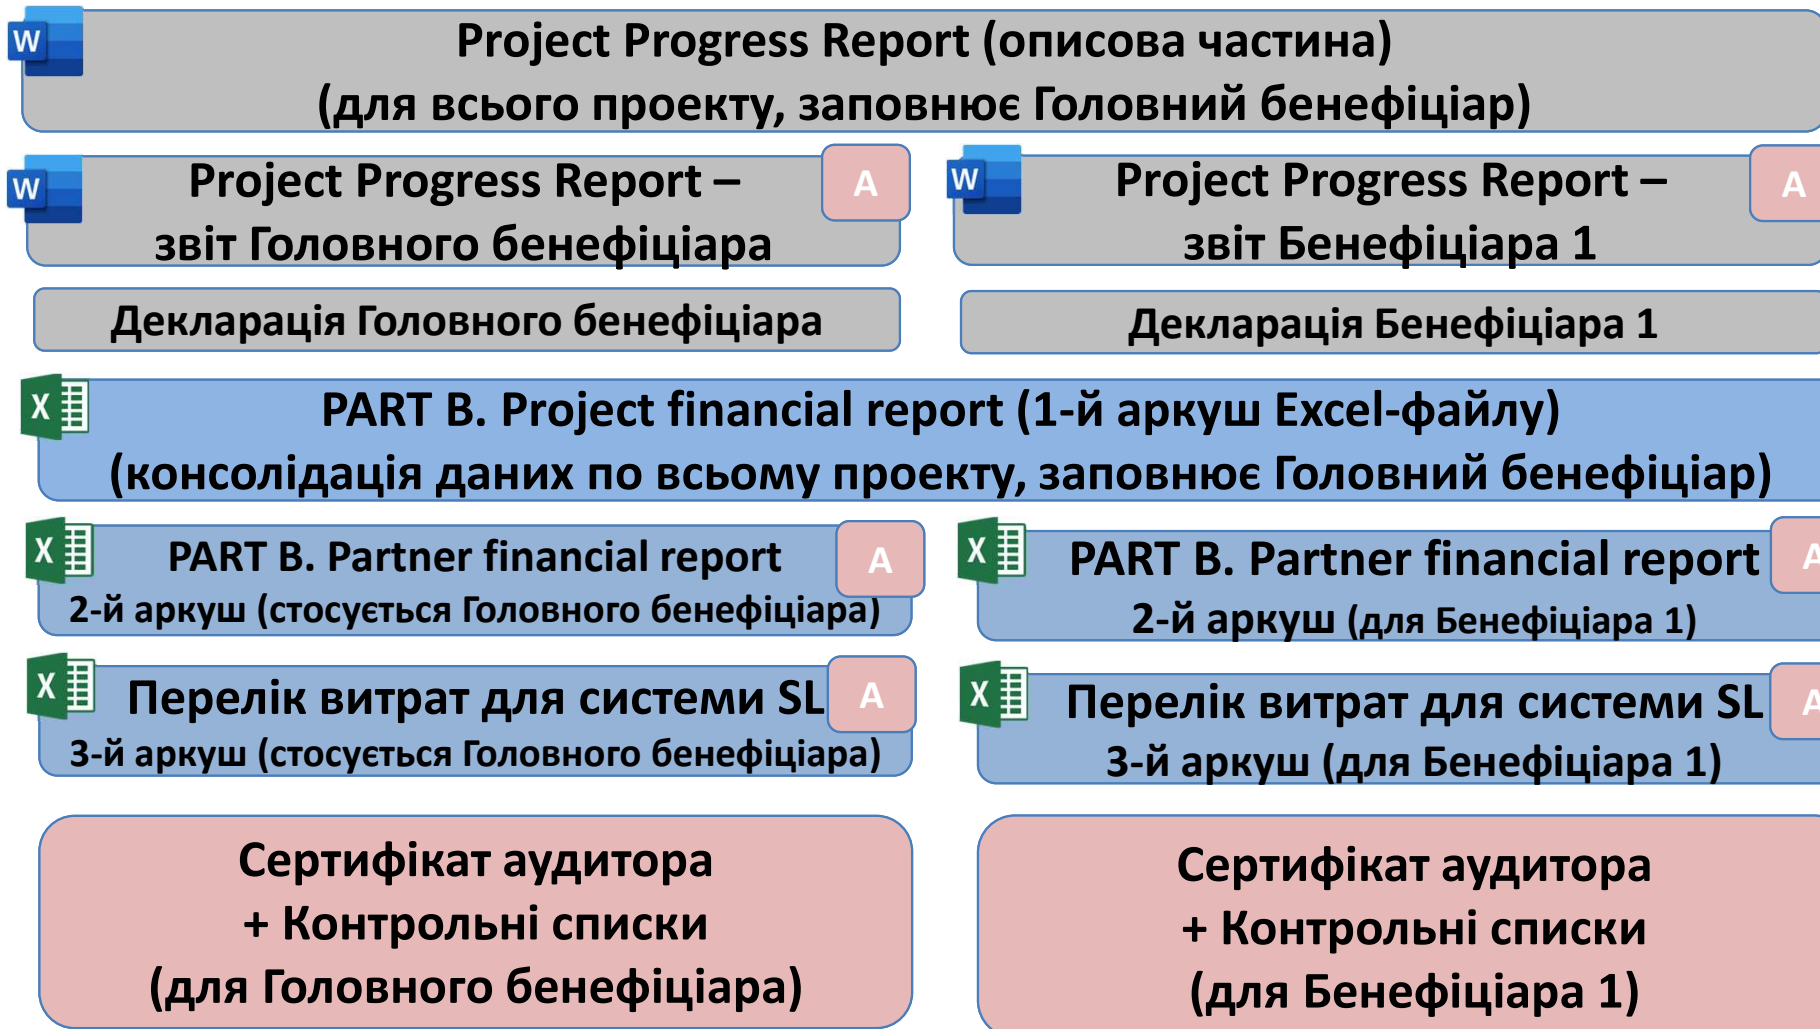 W
Project Progress Report (описова частина)
(для всього проекту, заповнює Головний бенефіціар)
W
Project Progress Report –
звіт Головного бенефіціара
A
W
Project Progress Report –
звіт Бенефіціара 1
A
Декларація Головного бенефіціара
Декларація Бенефіціара 1
X
PART B. Project financial report (1-й аркуш Excel-файлу)
(консолідація даних по всьому проекту, заповнює Головний бенефіціар)
X
PART B. Partner financial report
2-й аркуш (стосується Головного бенефіціара)
A
X
PART B. Partner financial report
2-й аркуш (для Бенефіціара 1)
A
X
Перелік витрат для системи SL
3-й аркуш (стосується Головного бенефіціара)
A
X
Перелік витрат для системи SL
3-й аркуш (для Бенефіціара 1)
A
Сертифікат аудитора
+ Контрольні списки
(для Головного бенефіціара)
Сертифікат аудитора
+ Контрольні списки
(для Бенефіціара 1)